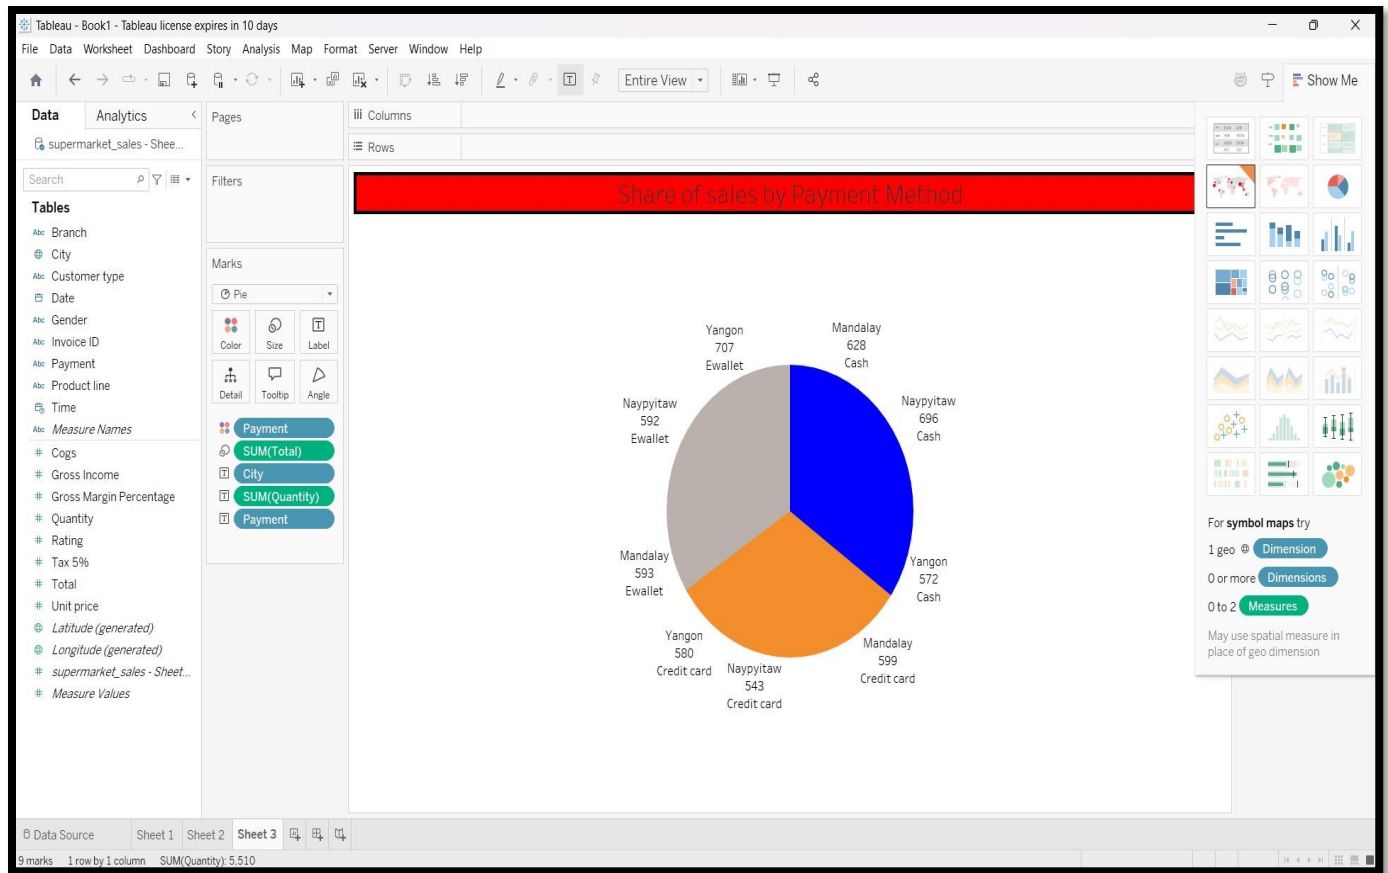 Tableau - Book1 - Tableau license expires in 10 days
File Data Worksheet Dashboard Story Analysis Map Format Server Window Help
Entire View
Show Me
Data Analytics
supermarket_sales - Shee...
Search
Tables
Abc Branch
City
Abc Customer type
Date
Abc Gender
Abc Invoice ID
Abc Payment
Abc Product line
Time
Abc Measure Names
# Cogs
# Gross Income
# Gross Margin Percentage
# Quantity
# Rating
# Tax 5%
# Total
# Unit price
Latitude (generated)
Longitude (generated)
# supermarket_sales - Sheet...
# Measure Values
Pages
Filters
Marks
Pie
Color Size Label
Detail Tooltip Angle
Payment
SUM(Total)
City
SUM(Quantity)
Payment
Columns
Rows
Share of sales by Payment Method
Yangon
707
Ewallet
Mandalay
628
Cash
Naypyitaw
592
Ewallet
Naypyitaw
696
Cash
Mandalay
593
Ewallet
Yangon
572
Cash
Yangon
580
Credit card
Naypyitaw
543
Credit card
Mandalay
599
Credit card
For symbol maps try
1 geo Dimension
0 or more Dimensions
0 to 2 Measures
May use spatial measure in
place of geo dimension
Data Source Sheet 1 Sheet 2 Sheet 3
9 marks 1 row by 1 column SUM(Quantity): 5,510